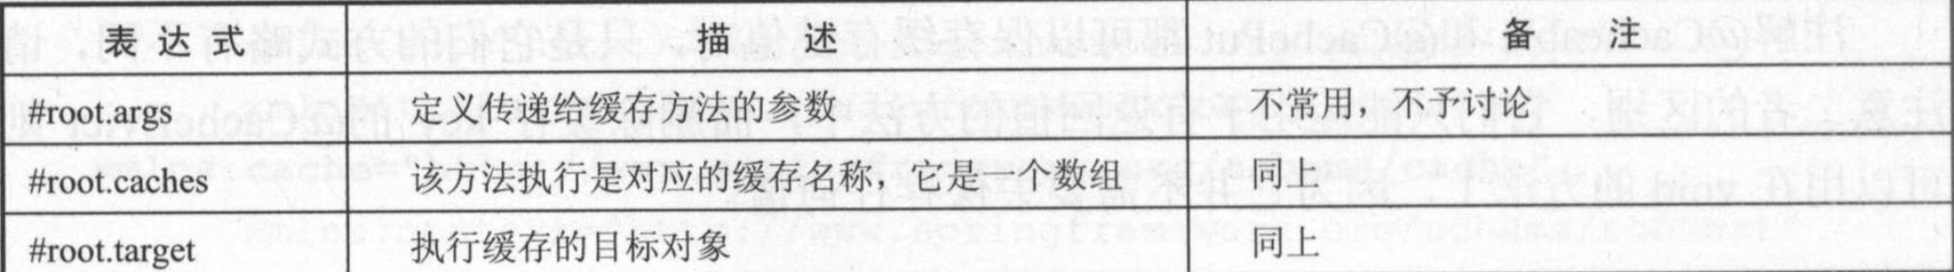 表 达 式 描 述 备 注
#root.args 定义传递给缓存方法的参数 不常用，不予讨论
#root.caches 该方法执行是对应的缓存名称，它是一个数组 同上
#root.target 执行缓存的目标对象 同上